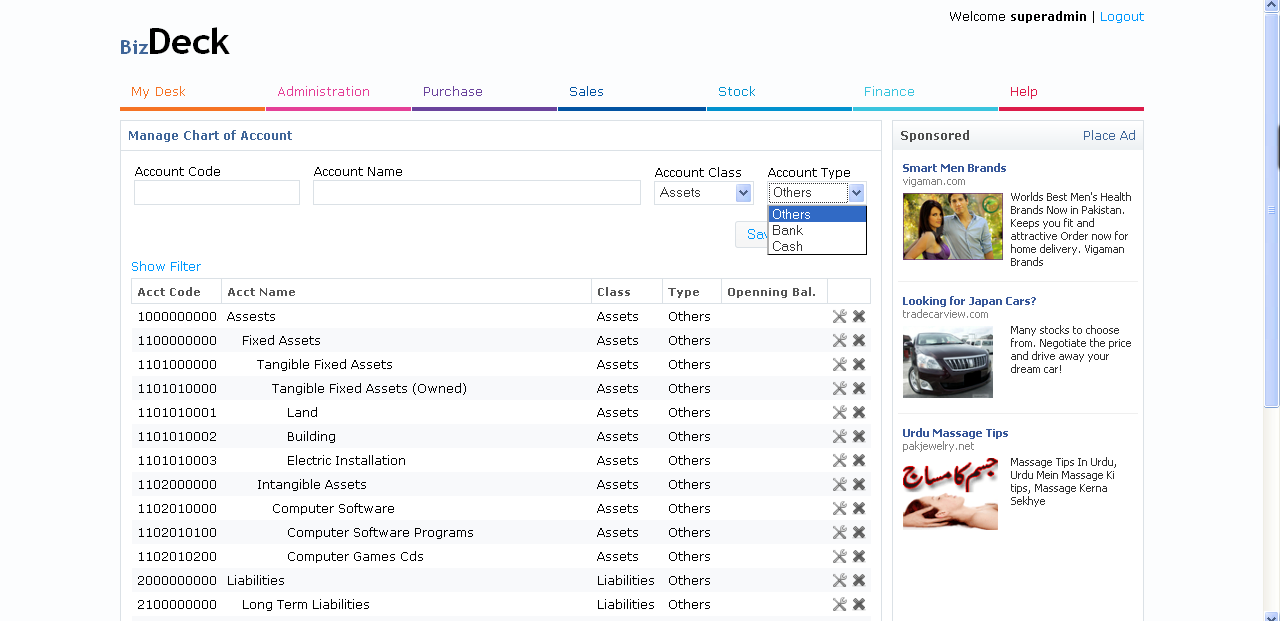 Welcome superadmin | Logout
BizDeck
My Desk Administration Purchase Sales Stock Finance Help
Manage Chart of Account
Account Code Account Name Account Class Account Type
Assets Others
Others
Bank
Cash
Show Filter
Acct Code Acct Name Class Type Openning Bal.
1000000000 Assests Assets Others
1100000000 Fixed Assets Assets Others
1101000000 Tangible Fixed Assets Assets Others
1101010000 Tangible Fixed Assets (Owned) Assets Others
1101010001 Land Assets Others
1101010002 Building Assets Others
1101010003 Electric Installation Assets Others
1102000000 Intangible Assets Assets Others
1102010000 Computer Software Assets Others
1102010100 Computer Software Programs Assets Others
1102010200 Computer Games Cds Assets Others
2000000000 Liabilities Liabilities Others
2100000000 Long Term Liabilities Liabilities Others
Sponsored Place Ad
Smart Men Brands
vigaman.com
Worlds Best Men's Health
Brands Now in Pakistan.
Keeps you fit and
attractive Order now for
home delivery. Vigaman
Brands
Looking for Japan Cars?
tradecarview.com
Many stocks to choose
from. Negotiate the price
and drive away your
dream car!
Urdu Massage Tips
pakjewelry.net
جسم کا مساج
Massage Tips In Urdu,
Urdu Mein Massage Ki
tips, Massage Kerna
Sekhye